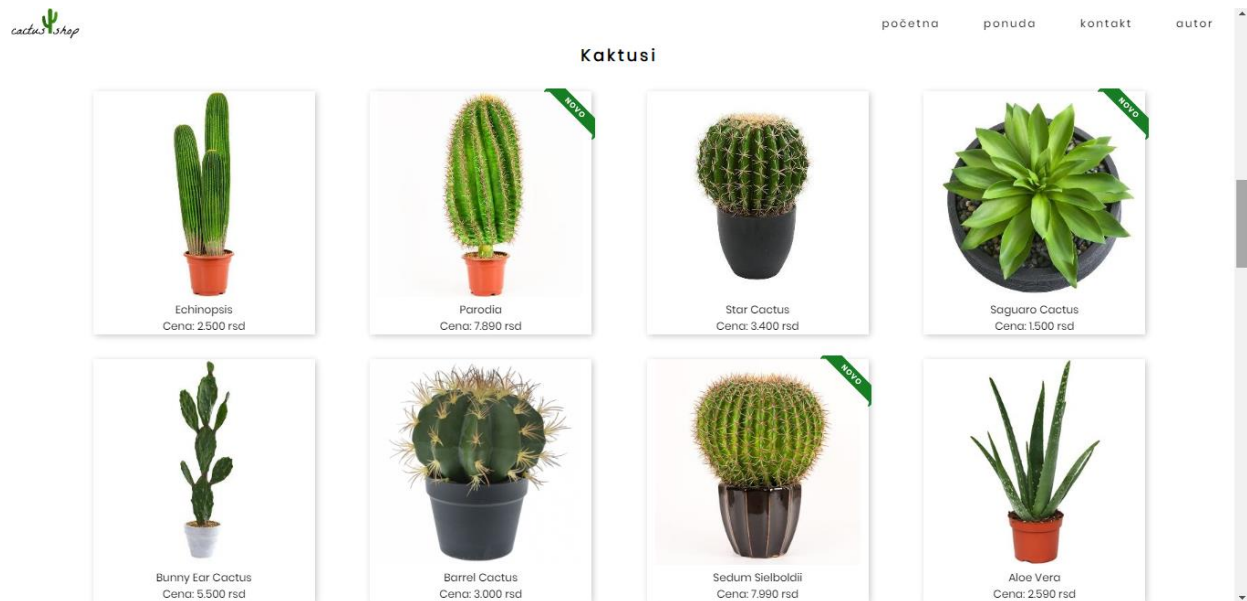 cactus shop
početna ponuda kontakt autor
Kaktusi
NOVO
NOVO
Echinopsis
Cena: 2.500 rsd
Parodia
Cena: 7.890 rsd
Star Cactus
Cena: 3.400 rsd
Saguaro Cactus
Cena: 1.500 rsd
NOVO
Bunny Ear Cactus
Cena: 5.500 rsd
Barrel Cactus
Cena: 3.000 rsd
Sedum Sielboldii
Cena: 7.990 rsd
Aloe Vera
Cena: 2.590 rsd